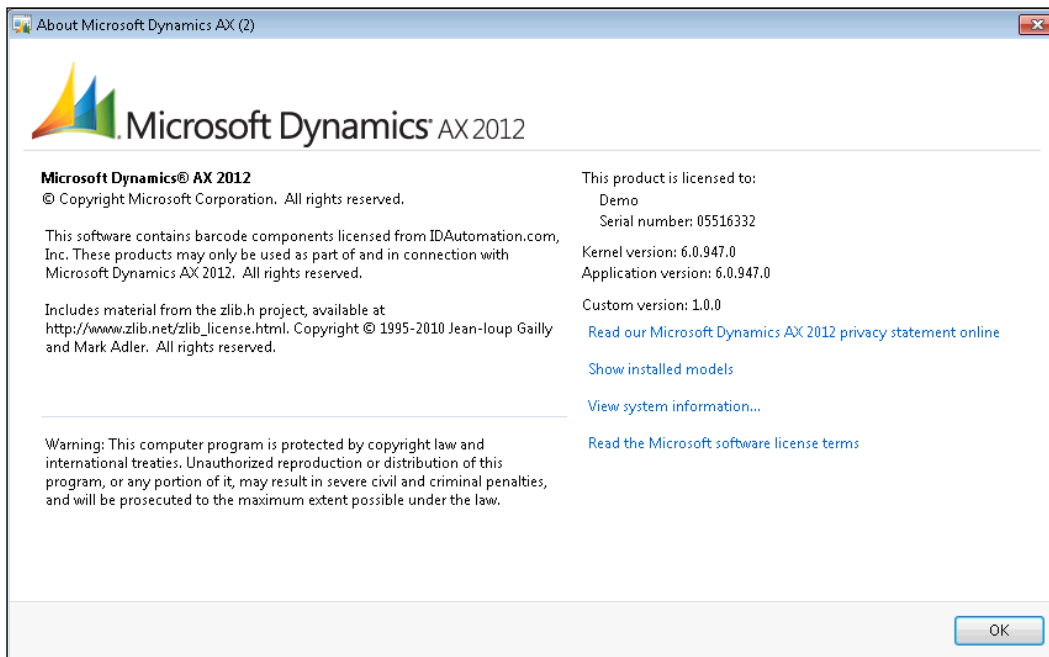 About Microsoft Dynamics AX (2)
Microsoft Dynamics® AX 2012
Microsoft Dynamics® AX 2012
© Copyright Microsoft Corporation. All rights reserved.
This software contains barcode components licensed from IDAutomation.com,
Inc. These products may only be used as part of and in connection with
Microsoft Dynamics AX 2012. All rights reserved.
Includes material from the zlib.h project, available at
http://www.zlib.net/zlib_license.html. Copyright © 1995-2010 Jean-loup Gailly
and Mark Adler. All rights reserved.
Warning: This computer program is protected by copyright law and
international treaties. Unauthorized reproduction or distribution of this
program, or any portion of it, may result in severe civil and criminal penalties,
and will be prosecuted to the maximum extent possible under the law.
This product is licensed to:
Demo
Serial number: 05516332
Kernel version: 6.0.947.0
Application version: 6.0.947.0
Custom version: 1.0.0
Read our Microsoft Dynamics AX 2012 privacy statement online
Show installed models
View system information...
Read the Microsoft software license terms
OK